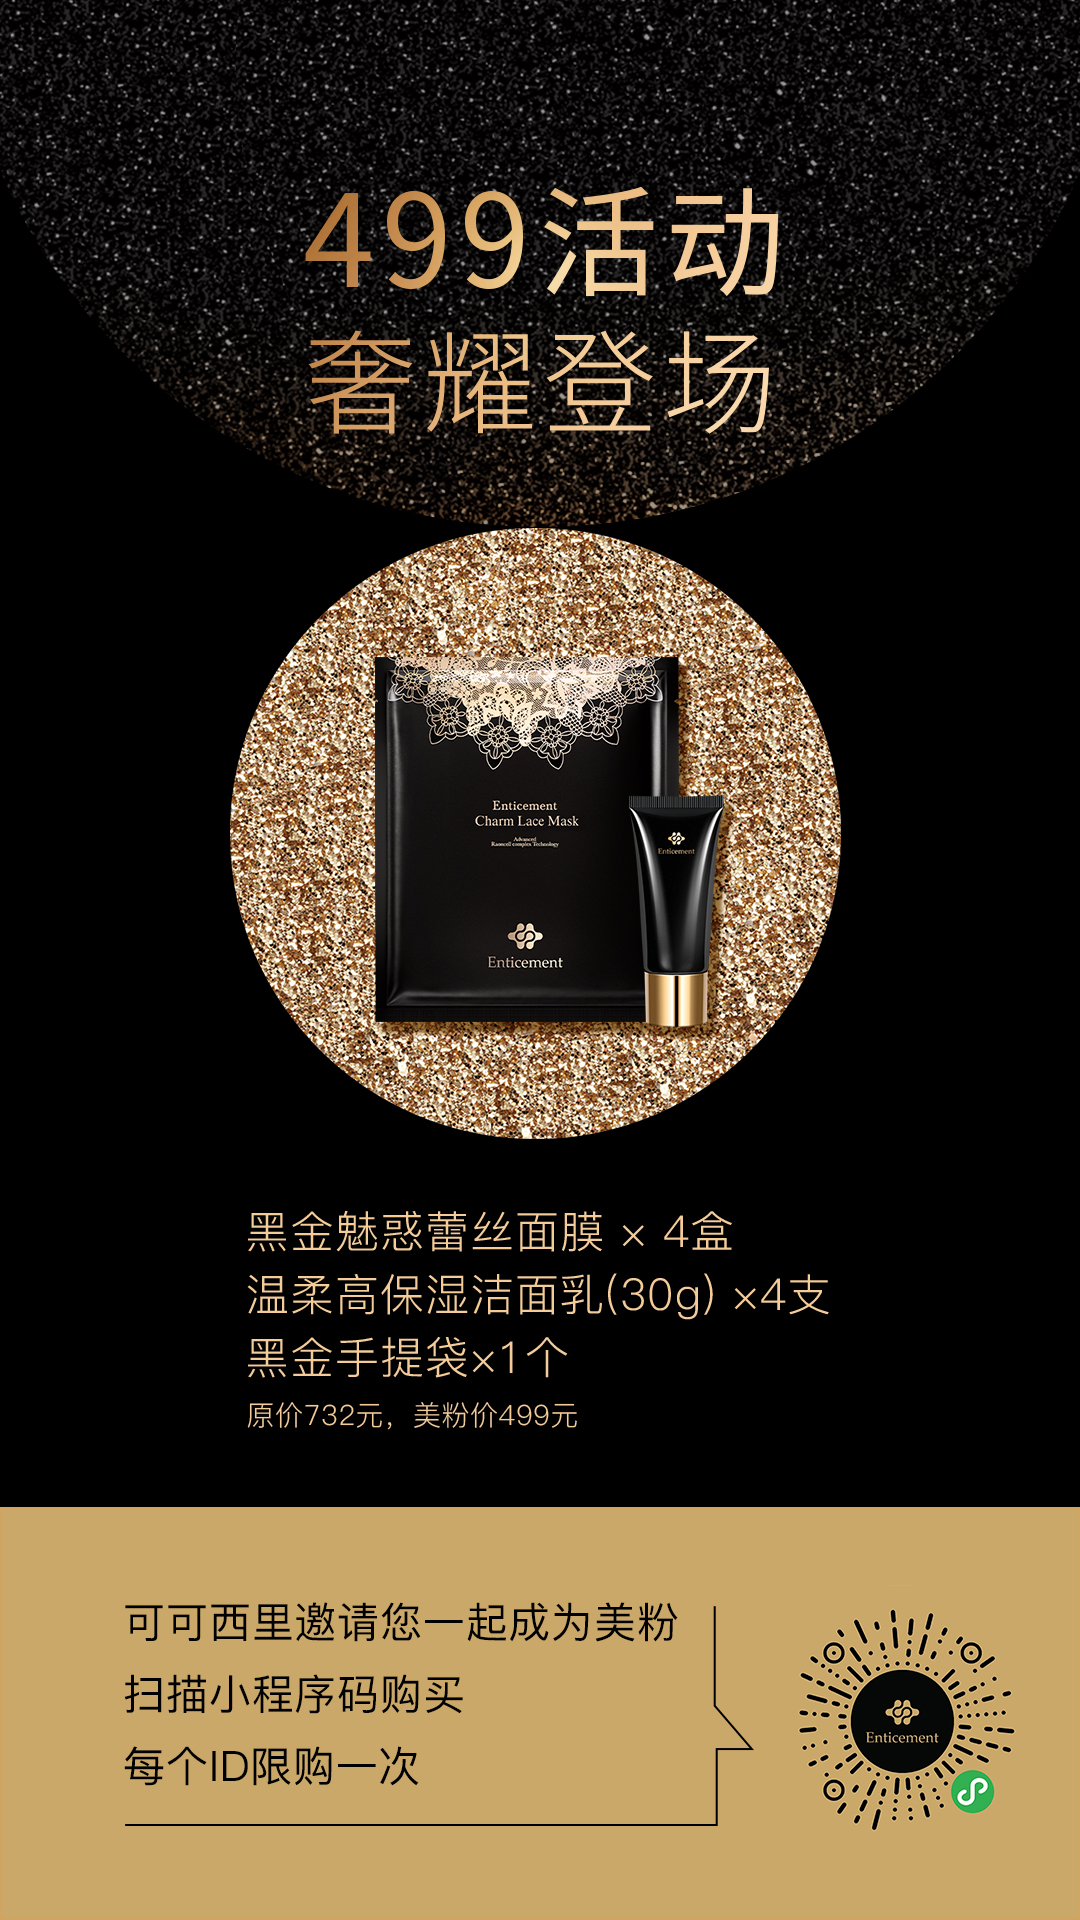 499活动
奢耀登场
Enticement
Charm Lace Mask
Advanced
Raoncell complex Technology
Enticement
Enticement
黑金魅惑蕾丝面膜 × 4盒
温柔高保湿洁面乳(30g) ×4支
黑金手提袋×1个
原价732元，美粉价499元
可可西里邀请您一起成为美粉
扫描小程序码购买
每个ID限购一次
Enticement